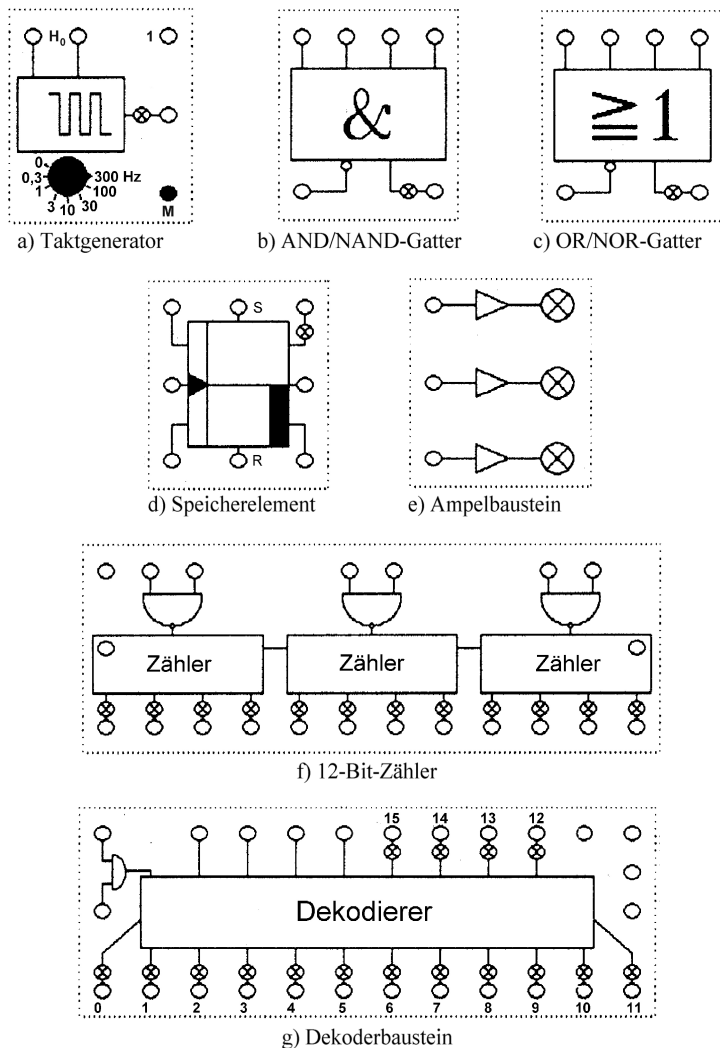 H₀ 1
0
0,3 300 Hz
1 100
3 10 30
M
a) Taktgenerator
&
b) AND/NAND-Gatter
≧ 1
c) OR/NOR-Gatter
S
R
d) Speicherelement
e) Ampelbaustein
Zähler Zähler Zähler
f) 12-Bit-Zähler
15 14 13 12
Dekodierer
0 1 2 3 4 5 6 7 8 9 10 11
g) Dekoderbaustein